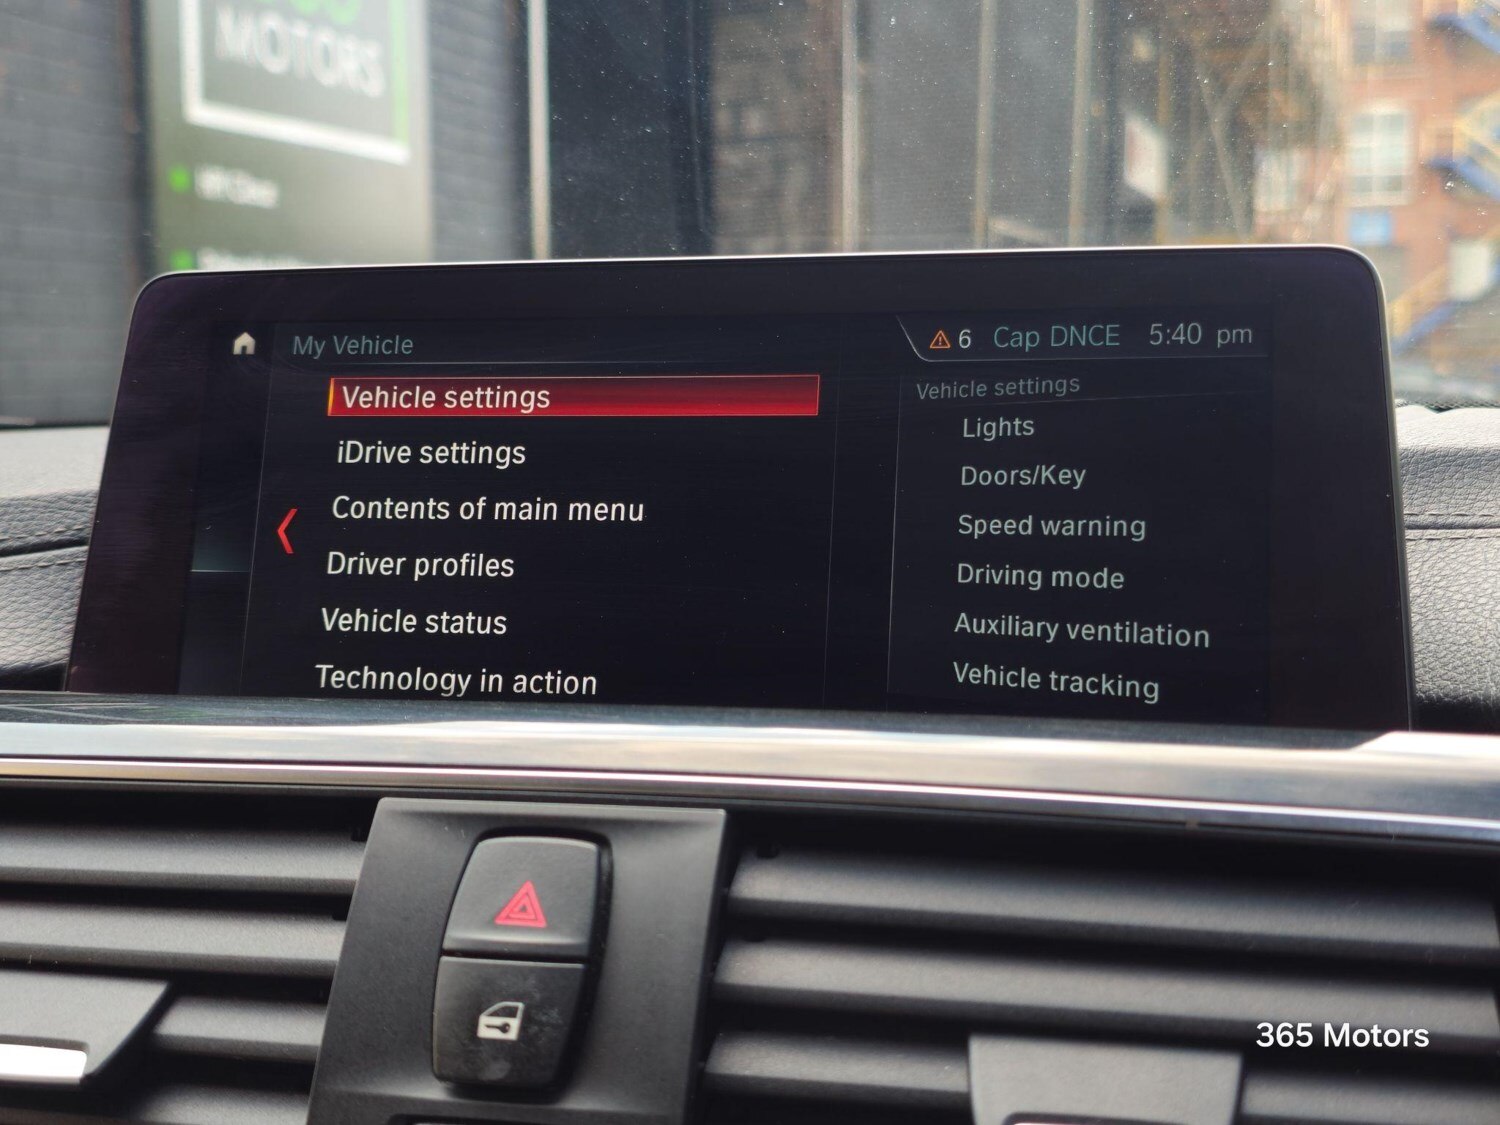 MOTORS
My Vehicle
6 Cap DNCE 5:40 pm
Vehicle settings
iDrive settings
Contents of main menu
Driver profiles
Vehicle status
Technology in action
Vehicle settings
Lights
Doors/Key
Speed warning
Driving mode
Auxiliary ventilation
Vehicle tracking
365 Motors